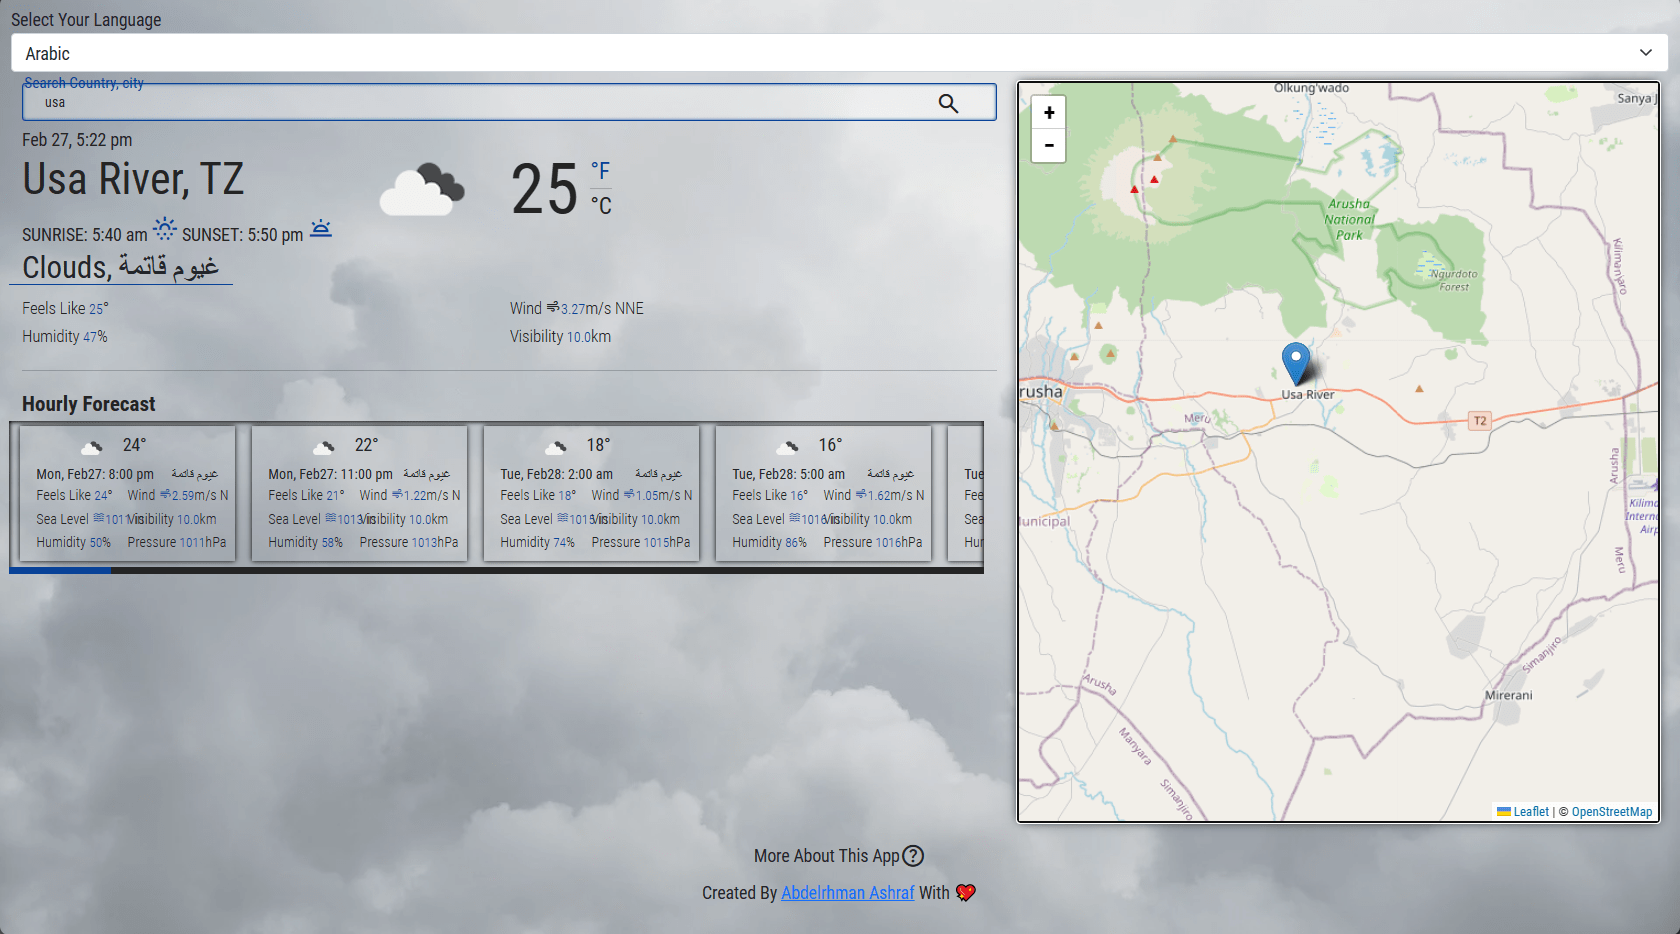 Select Your Language
Arabic
Search Country, city
usa
Feb 27, 5:22 pm
Usa River, TZ
25 °F
°C
SUNRISE: 5:40 am SUNSET: 5:50 pm
Clouds, غيوم قاتمة
Feels Like 25°
Wind 3.27m/s NNE
Humidity 47%
Visibility 10.0km
Hourly Forecast
24°
Mon, Feb27: 8:00 pm غيوم قاتمة
Feels Like 24° Wind 2.59m/s N
Sea Level Visibility 10.0km
Humidity 50% Pressure 1011hPa
22°
Mon, Feb27: 11:00 pm غيوم قاتمة
Feels Like 21° Wind 1.22m/s N
Sea Level Visibility 10.0km
Humidity 58% Pressure 1013hPa
18°
Tue, Feb28: 2:00 am غيوم قاتمة
Feels Like 18° Wind 1.05m/s N
Sea Level Visibility 10.0km
Humidity 74% Pressure 1015hPa
16°
Tue, Feb28: 5:00 am غيوم قاتمة
Feels Like 16° Wind 1.62m/s N
Sea Level Visibility 10.0km
Humidity 86% Pressure 1016hPa
Tue
Fee
Sea
Hur
+
-
Olkung'wado
Sanya J
Arusha
National
Park
Ngurdoto
Forest
Kilimanjaro
rusha
Usa River
Meru
T2
Arusha
Kilima
Interna
Airp
Meru
unicipal
Simanjiro
Arusha
Mirerani
Manyara
Simanjiro
Leaflet | © OpenStreetMap
More About This App ?
Created By Abdelrhman Ashraf With